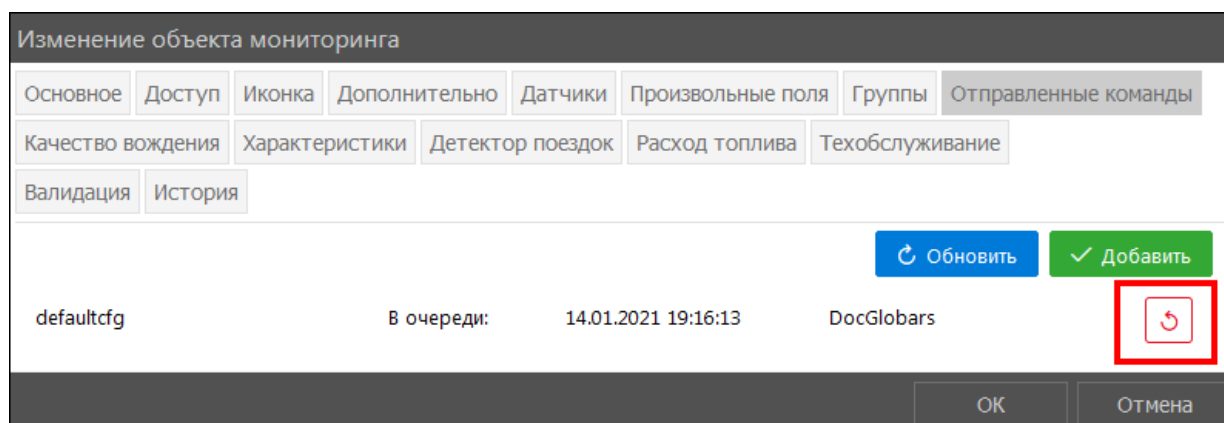 Изменение объекта мониторинга
Основное Доступ Иконка Дополнительно Датчики Произвольные поля Группы Отправленные команды
Качество вождения Характеристики Детектор поездок Расход топлива Техобслуживание
Валидация История
Обновить Добавить
defaultcfg В очереди: 14.01.2021 19:16:13 DocGlobars
ОК Отмена